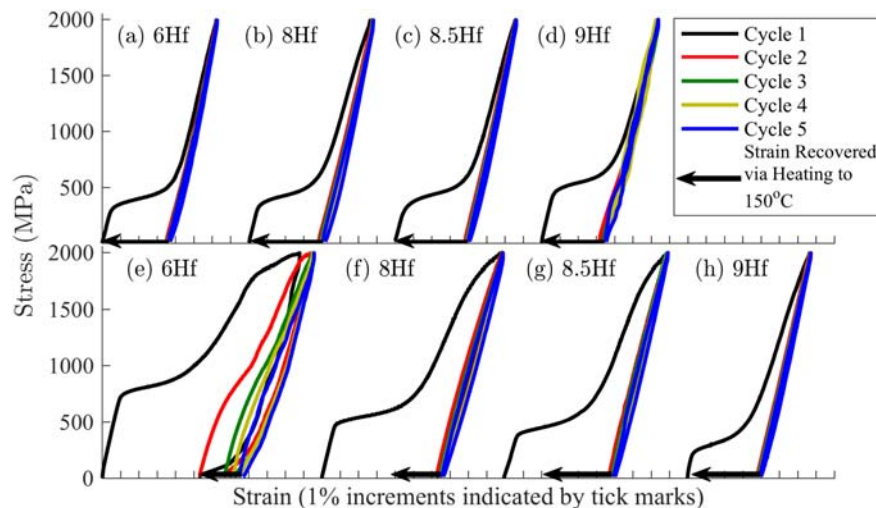 (a) 6Hf
(b) 8Hf
(c) 8.5Hf
(d) 9Hf
2000
1500
1000
500
Cycle 1
Cycle 2
Cycle 3
Cycle 4
Cycle 5
Strain Recovered
via Heating to
150°C
Stress (MPa)
(e) 6Hf
(f) 8Hf
(g) 8.5Hf
(h) 9Hf
2000
1500
1000
500
0
Strain (1% increments indicated by tick marks)